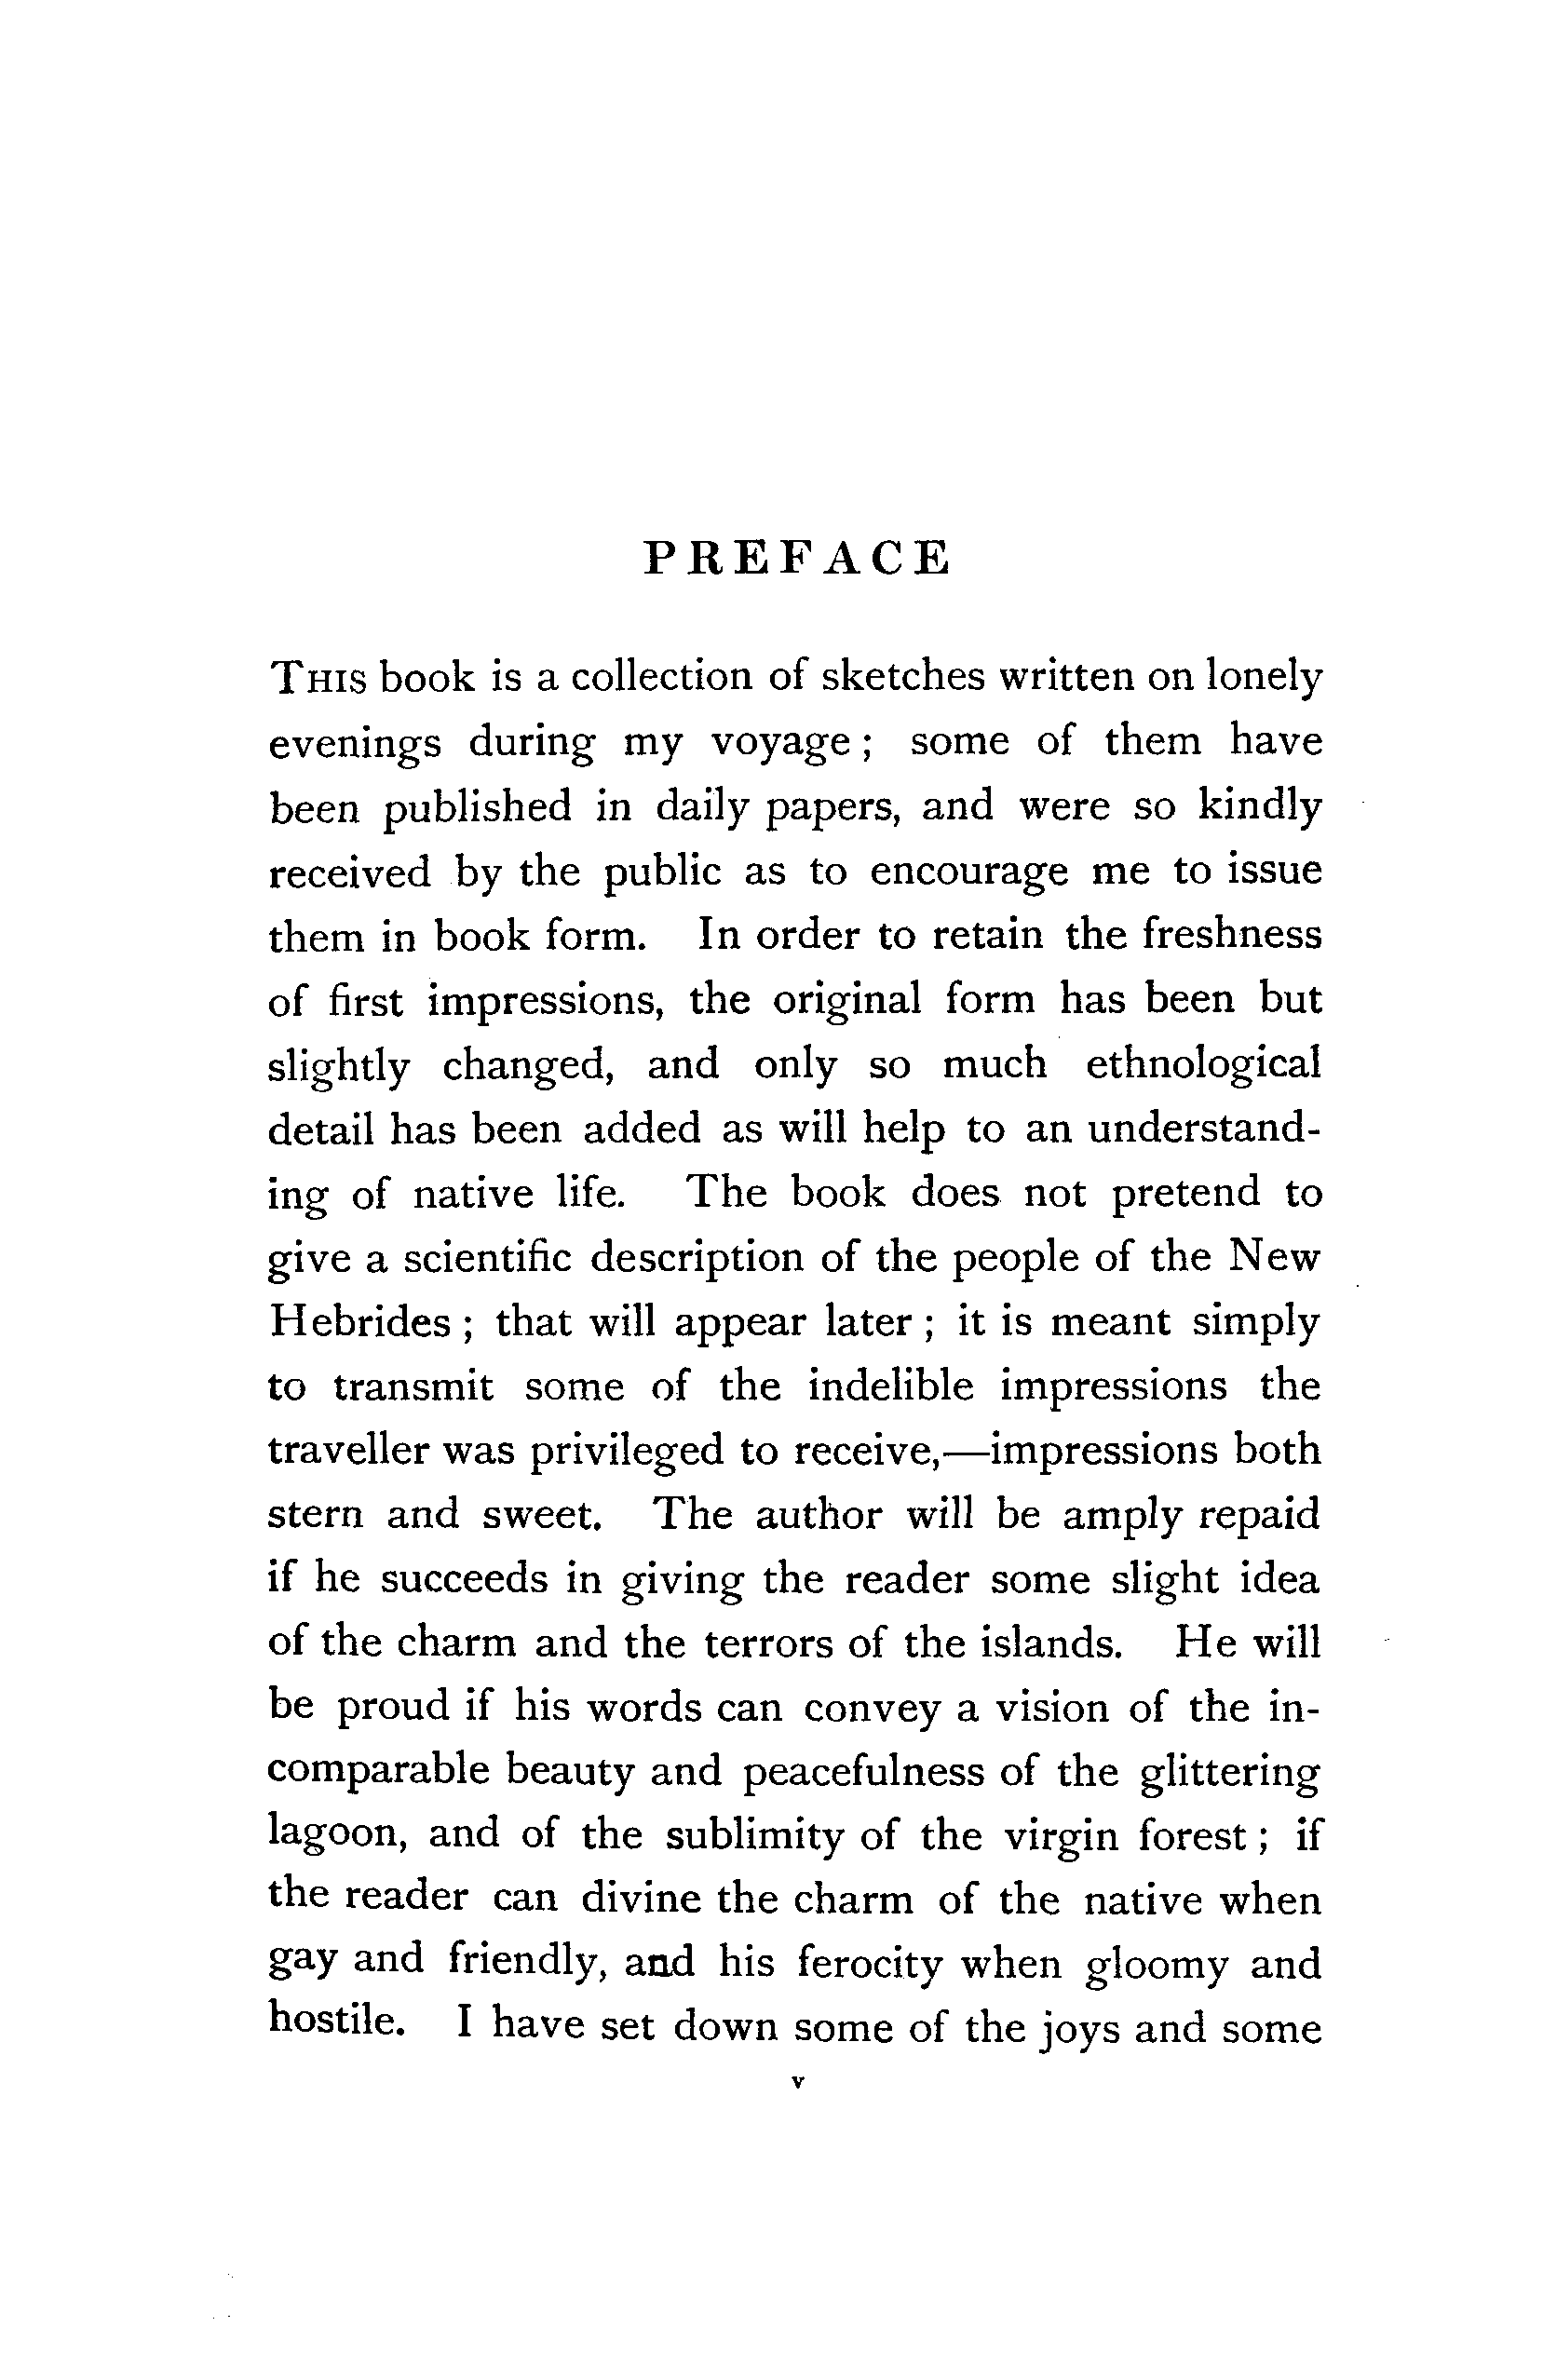 PREFACE
THIS book is a collection of sketches written on lonely
evenings during my voyage ; some of them have
been published in daily papers, and were so kindly
received by the public as to encourage me to issue
them in book form. In order to retain the freshness
of first impressions, the original form has been but
slightly changed, and only so much ethnological
detail has been added as will help to an understand-
ing of native life. The book does not pretend to
give a scientific description of the people of the New
Hebrides ; that will appear later ; it is meant simply
to transmit some of the indelible impressions the
traveller was privileged to receive,—impressions both
stern and sweet. The author will be amply repaid
if he succeeds in giving the reader some slight idea
of the charm and the terrors of the islands. He will
be proud if his words can convey a vision of the in-
comparable beauty and peacefulness of the glittering
lagoon, and of the sublimity of the virgin forest ; if
the reader can divine the charm of the native when
gay and friendly, and his ferocity when gloomy and
hostile. I have set down some of the joys and some
v